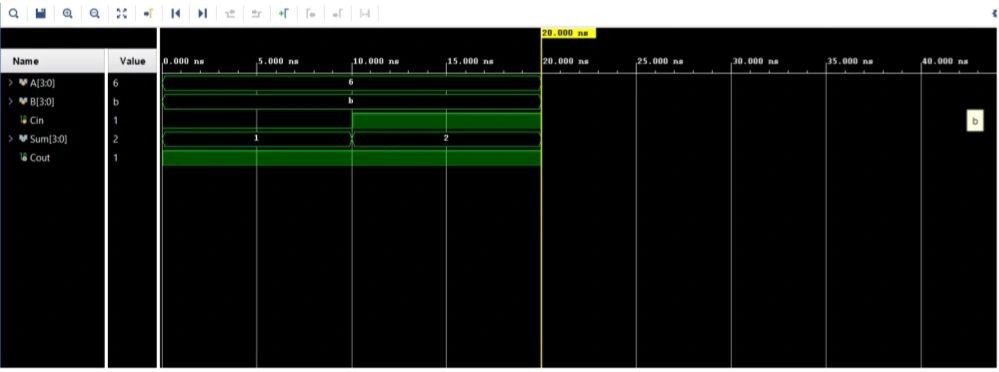 20.000 ns
Name Value
0.000 ns 5.000 ns 10.000 ns 15.000 ns 20.000 ns 25.000 ns 30.000 ns 35.000 ns 40.000 ns
A[3:0] 6 6
B[3:0] b b
Cin 1 b
Sum[3:0] 2 1 2
Cout 1